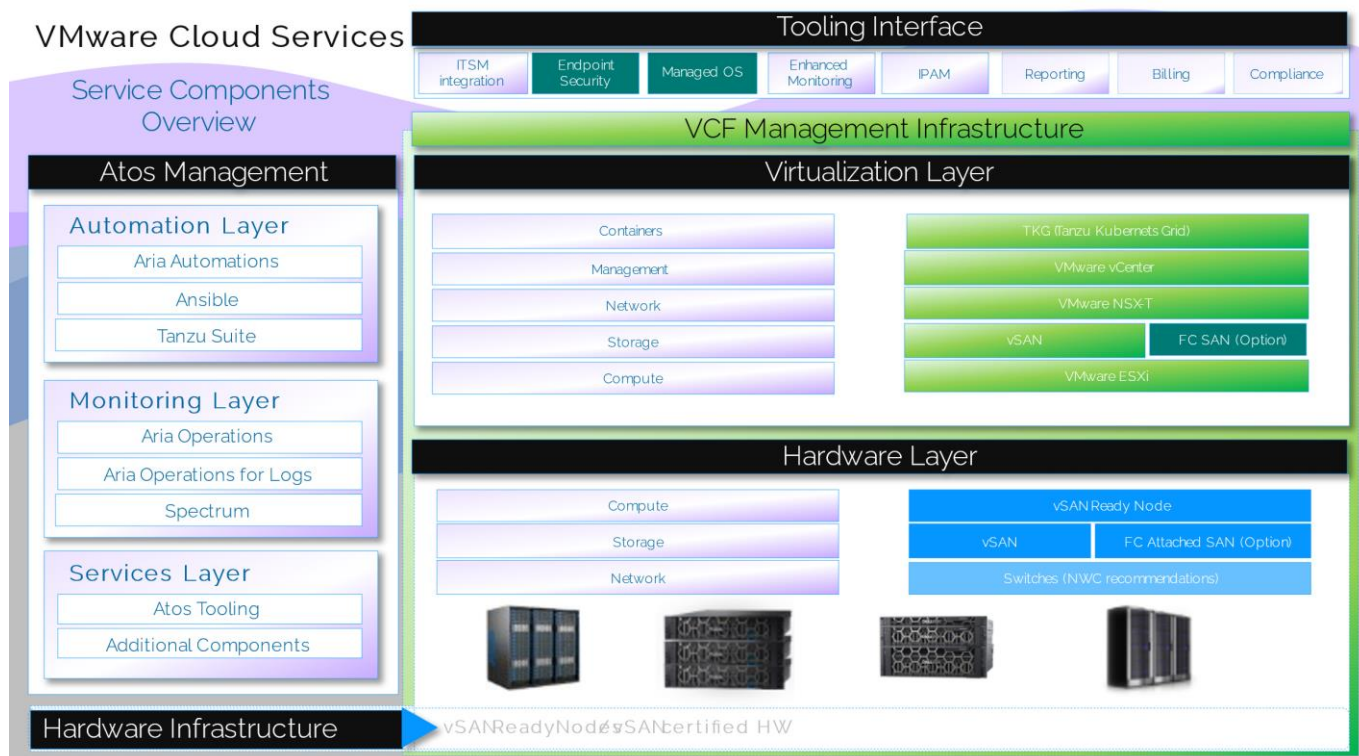 VMware Cloud Services
Service Components
Overview
Tooling Interface
ITSM
integration
Endpoint
Security
Managed OS
Enhanced
Monitoring
IPAM
Reporting
Billing
Compliance
VCF Management Infrastructure
Atos Management
Automation Layer
Aria Automations
Ansible
Tanzu Suite
Monitoring Layer
Aria Operations
Aria Operations for Logs
Spectrum
Services Layer
Atos Tooling
Additional Components
Virtualization Layer
Containers
TKG (Tanzu Kubernets Grid)
Management
VMware vCenter
Network
VMware NSX-T
Storage
vSAN
FC SAN (Option)
Compute
VMware ESXi
Hardware Layer
Compute
vSAN Ready Node
Storage
vSAN
FC Attached SAN (Option)
Network
Switches (NWC recommendations)
Hardware Infrastructure
vSANReadyNodes/vSANcertified HW